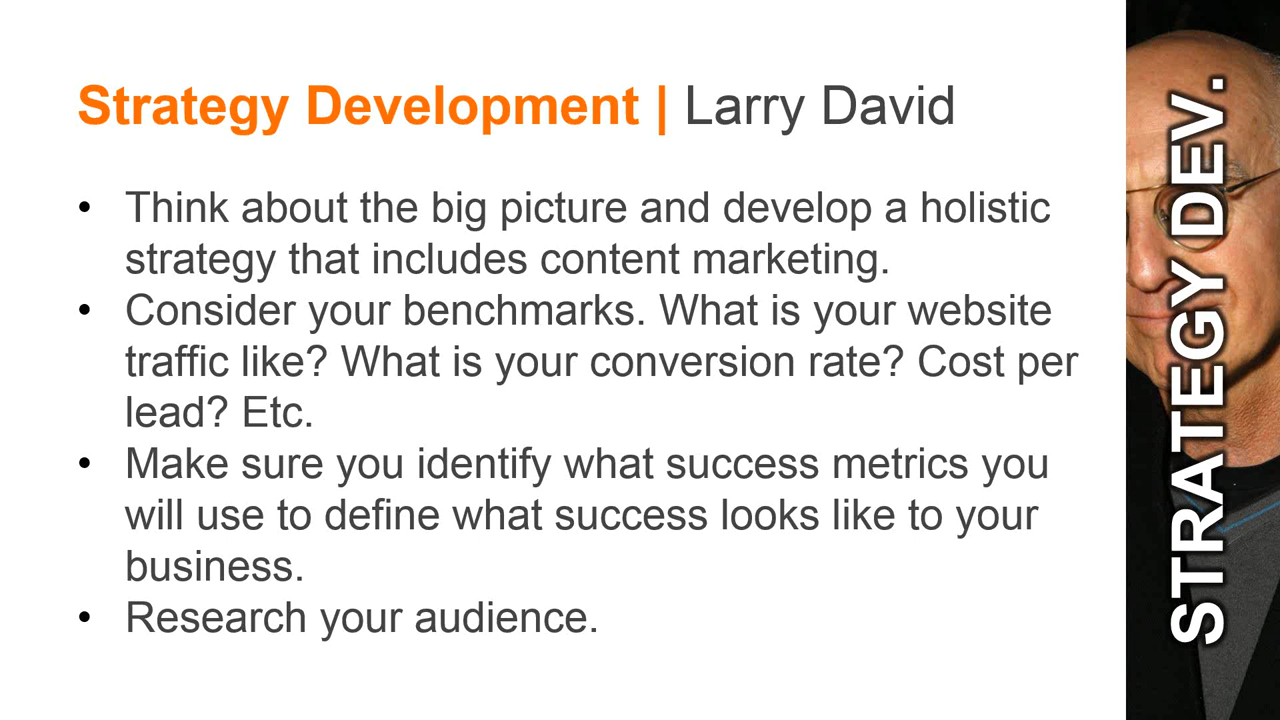 Strategy Development | Larry David
• Think about the big picture and develop a holistic
strategy that includes content marketing.
• Consider your benchmarks. What is your website
traffic like? What is your conversion rate? Cost per
lead? Etc.
• Make sure you identify what success metrics you
will use to define what success looks like to your
business.
• Research your audience.
STRATEGY DEV.